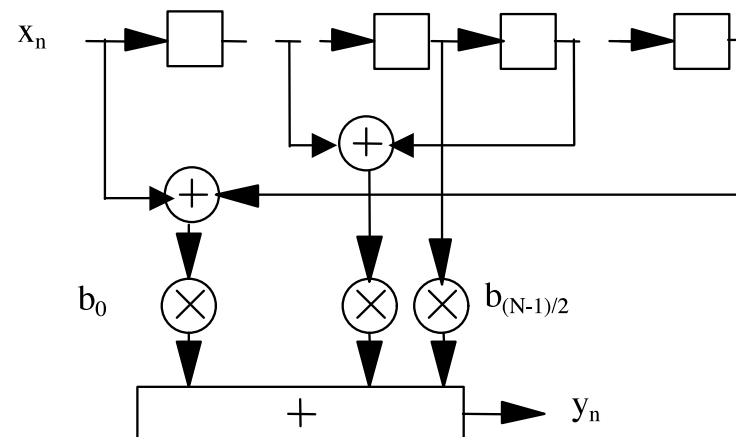 xₙ
+
+
b₀
b₍N-1₎/2
+
yₙ